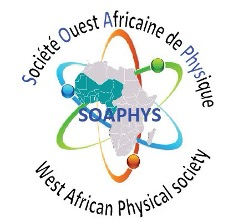 Société Ouest Africaine de Physique
SOAPHYS
West African Physical society